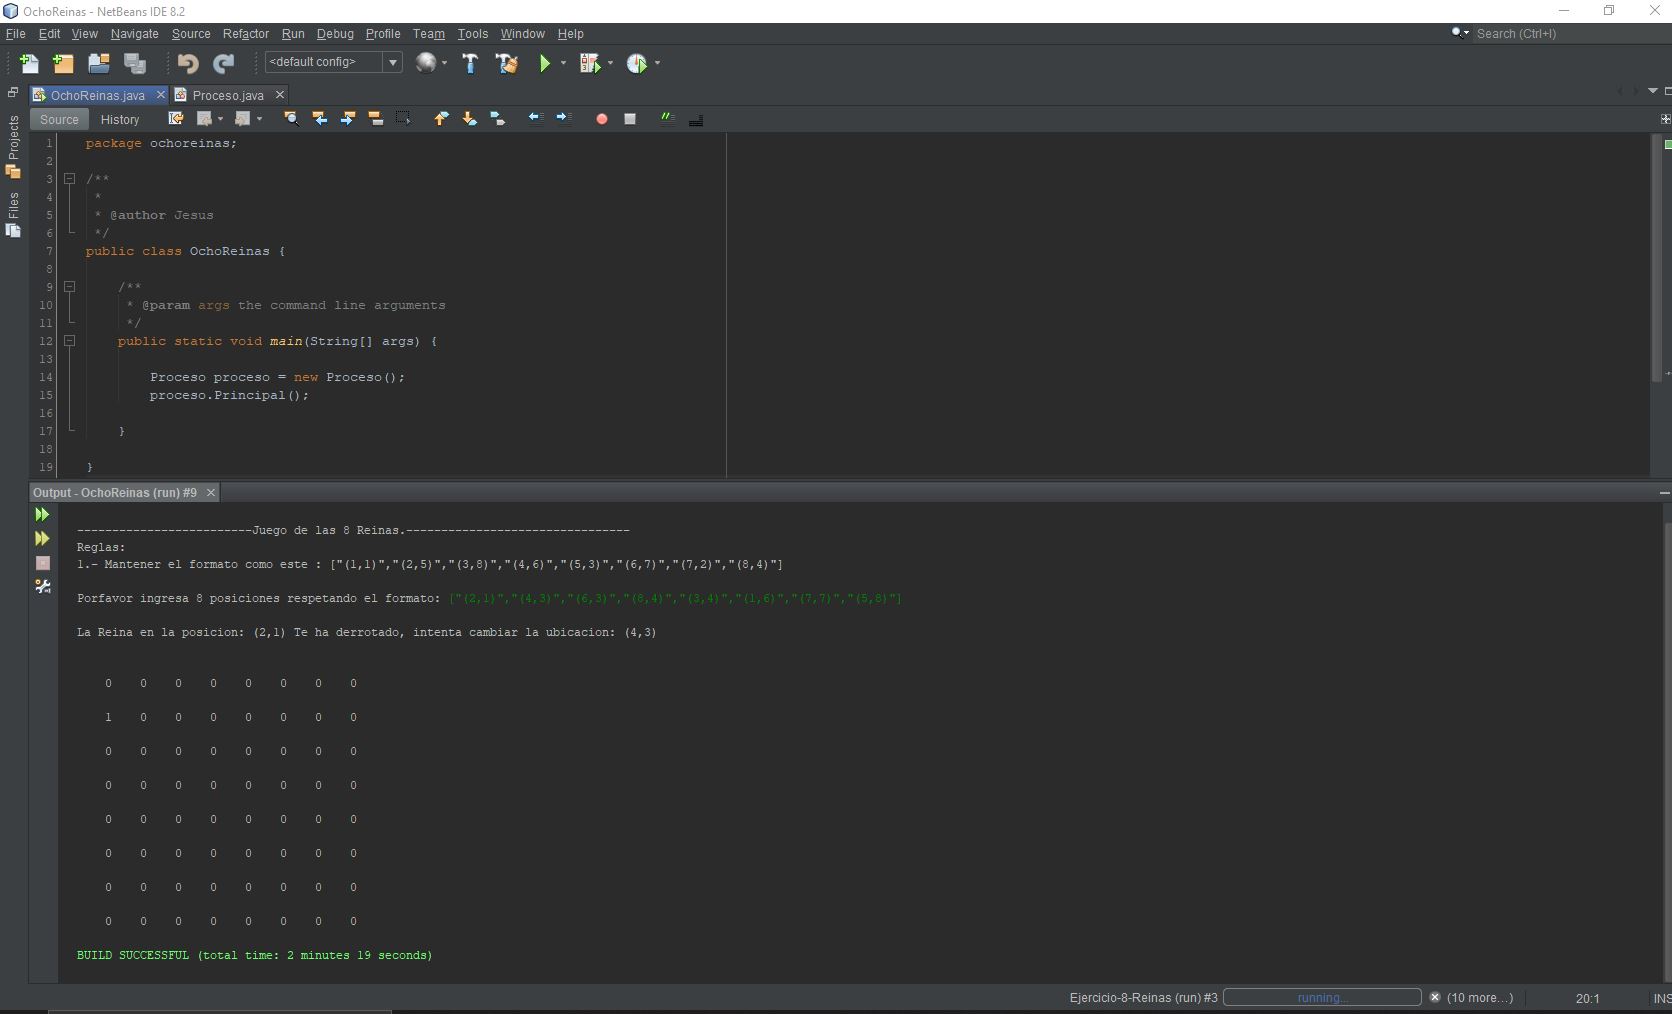 OchoReinas - NetBeans IDE 8.2
File Edit View Navigate Source Refactor Run Debug Profile Team Tools Window Help
Search (Ctrl+I)
<default config>
OchoReinas.java Proceso.java
Source History
Projects
Files
1 package ochoreinas;
2
3 /**
4 *
5 * @author Jesus
6 */
7 public class OchoReinas {
8
9 /**
10 * @param args the command line arguments
11 */
12 public static void main(String[] args) {
13
14 Proceso proceso = new Proceso();
15 proceso.Principal();
16
17 }
18
19 }
Output - OchoReinas (run) #9
-------------------------Juego de las 8 Reinas.--------------------------------
Reglas:
1.- Mantener el formato como este : ["(1,1)","(2,5)","(3,8)","(4,6)","(5,3)","(6,7)","(7,2)","(8,4)"]
Porfavor ingresa 8 posiciones respetando el formato: ["(2,1)","(4,3)","(6,3)","(8,4)","(3,4)","(1,6)","(7,7)","(5,8)"]
La Reina en la posicion: (2,1) Te ha derrotado, intenta cambiar la ubicacion: (4,3)
0 0 0 0 0 0 0 0
1 0 0 0 0 0 0 0
0 0 0 0 0 0 0 0
0 0 0 0 0 0 0 0
0 0 0 0 0 0 0 0
0 0 0 0 0 0 0 0
0 0 0 0 0 0 0 0
0 0 0 0 0 0 0 0
BUILD SUCCESSFUL (total time: 2 minutes 19 seconds)
Ejercicio-8-Reinas (run) #3 running... (10 more...) 20:1 INS